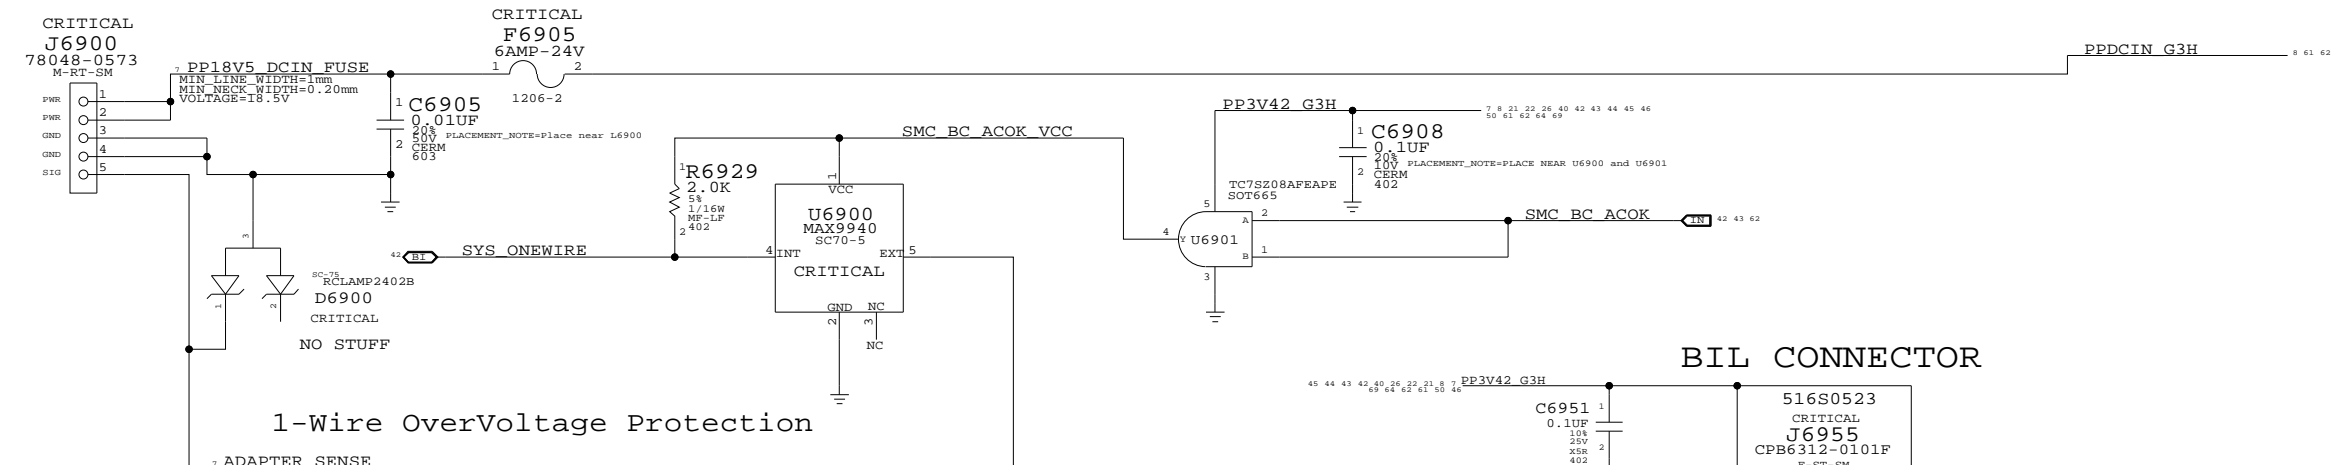 CRITICAL
J6900
78048-0573
M-RT-SM
PWR
PWR
GND
GND
SIG
1
2
3
4
5
7 PP18V5_DCIN_FUSE
MIN_LINE_WIDTH=1mm
MIN_NECK_WIDTH=0.20mm
VOLTAGE=18.5V
CRITICAL
F6905
6AMP-24V
1 2
1206-2
1
C6905
0.01UF
20%
50V
PLACEMENT_NOTE=Place near L6900
2
CERM
603
PPDCIN_G3H
8 61 62
3
1
2
SC-75
RCLAMP2402B
D6900
CRITICAL
NO STUFF
42 BI SYS_ONEWIRE
1
R6929
2.0K
5%
1/16W
MF-LF
402
2
SMC_BC_ACOK_VCC
1
VCC
U6900
MAX9940
SC70-5
4 INT
EXT 5
CRITICAL
GND NC
2
3
NC
PP3V42_G3H
7 8 21 22 26 40 42 43 44 45 46
50 61 62 64 69
1
C6908
0.1UF
20%
10V
PLACEMENT_NOTE=PLACE NEAR U6900 and U6901
2
CERM
402
TC7SZ08AFEAPE
SOT665
5
A 2
4 Y U6901
B 1
3
SMC_BC_ACOK
IN 42 43 62
BIL CONNECTOR
45 44 43 42 40 26 22 21 8 7
69 64 62 61 50 46
PP3V42_G3H
C6951
1
0.1UF
10%
25V
X5R
402
2
516S0523
CRITICAL
J6955
CPB6312-0101F
F-ST-SM
1-Wire OverVoltage Protection
7 ADAPTER_SENSE